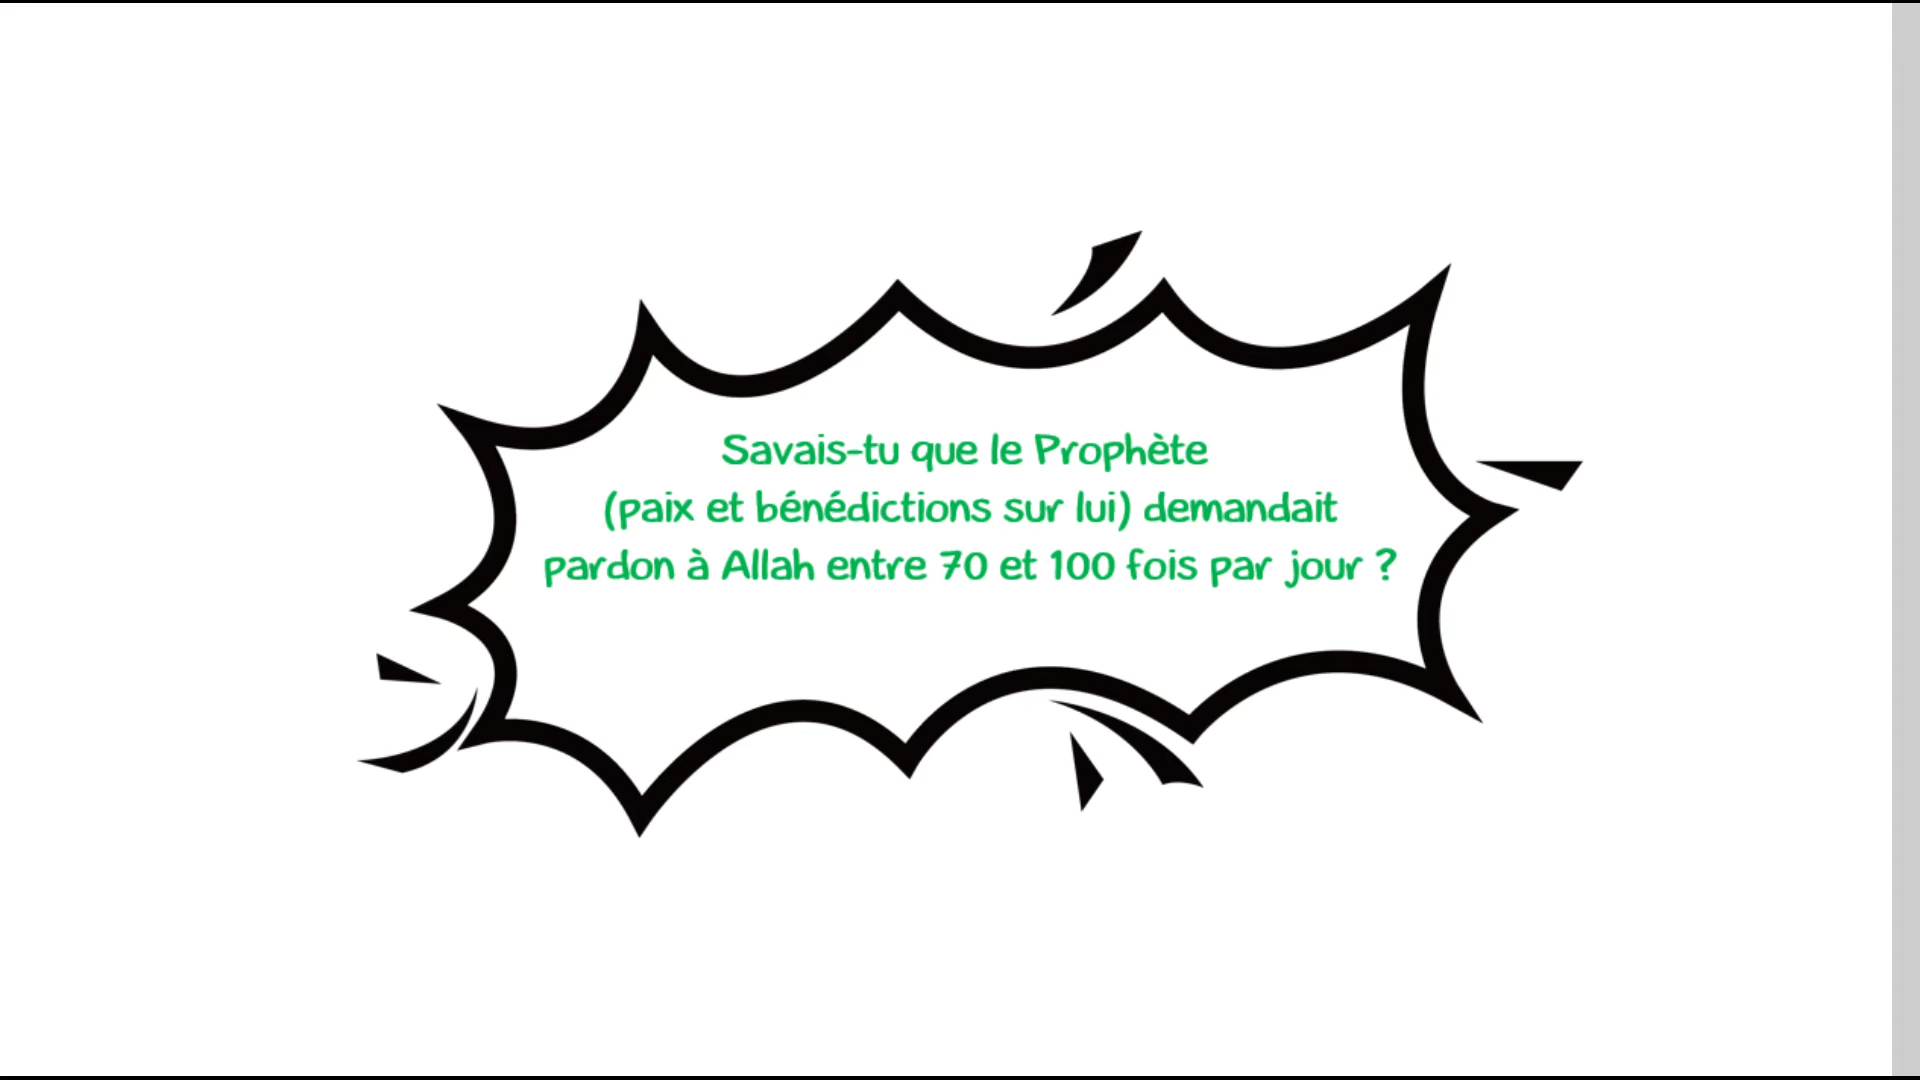 Savais-tu que le Prophète
(paix et bénédictions sur lui) demandait
pardon à Allah entre 70 et 100 fois par jour ?